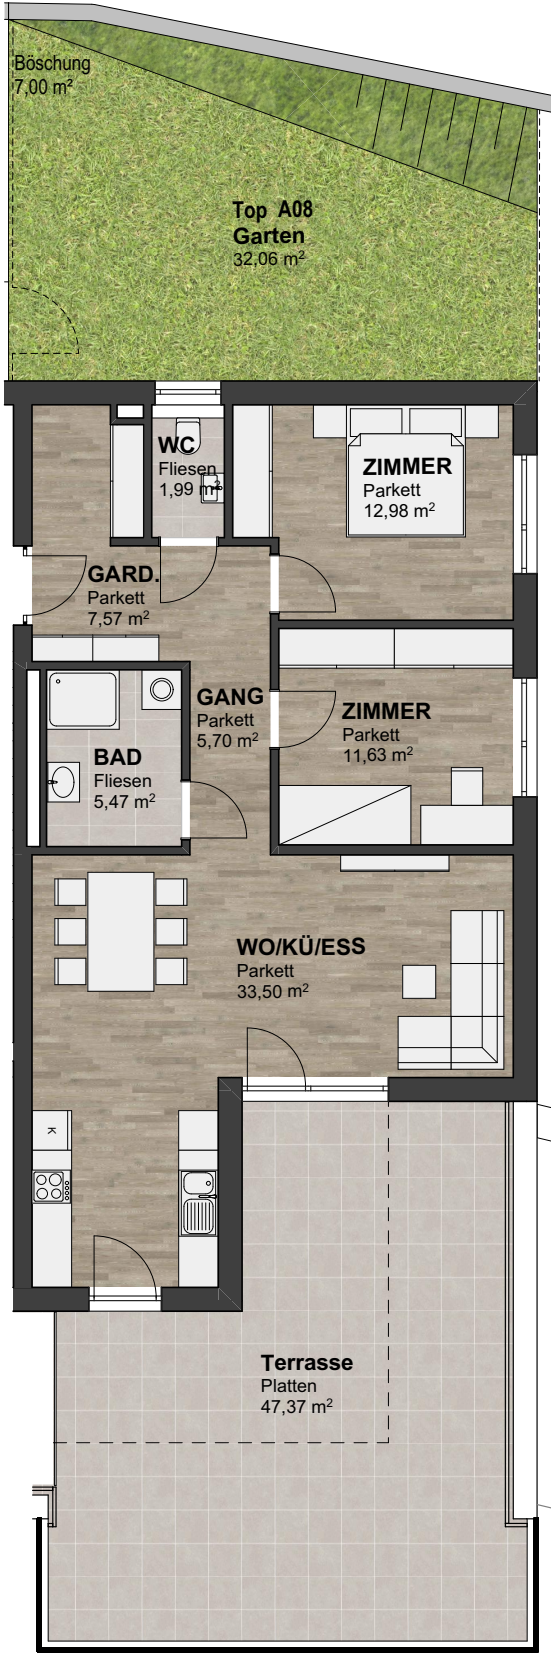 Böschung
7,00 m²
Top A08
Garten
32,06 m²
WC
Fliesen
1,99 m²
ZIMMER
Parkett
12,98 m²
GARD.
Parkett
7,57 m²
GANG
Parkett
5,70 m²
ZIMMER
Parkett
11,63 m²
BAD
Fliesen
5,47 m²
WO/KÜ/ESS
Parkett
33,50 m²
K
Terrasse
Platten
47,37 m²